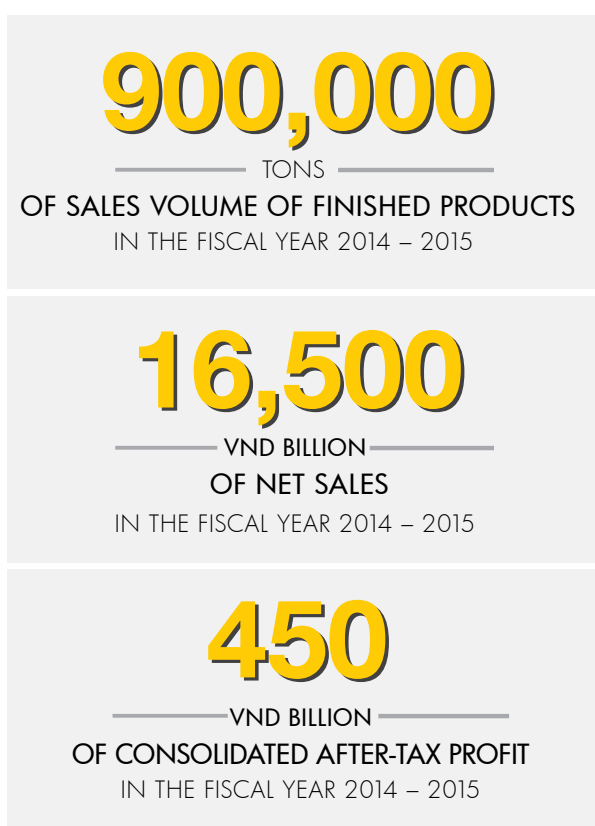 900,000
TONS
OF SALES VOLUME OF FINISHED PRODUCTS
IN THE FISCAL YEAR 2014 – 2015
16,500
VND BILLION
OF NET SALES
IN THE FISCAL YEAR 2014 – 2015
450
VND BILLION
OF CONSOLIDATED AFTER-TAX PROFIT
IN THE FISCAL YEAR 2014 – 2015